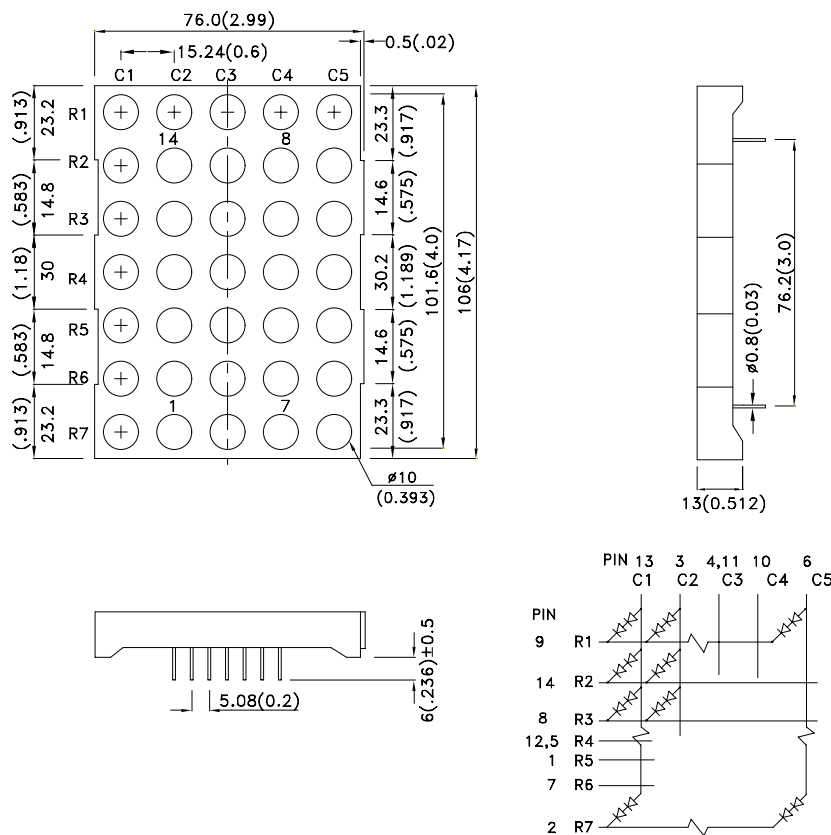 76.0(2.99)
0.5(.02)
15.24(0.6)
C1 C2 C3 C4 C5
R1
R2
R3
R4
R5
R6
R7
14 8
1 7
(.913) 23.2
(.583) 14.8
(1.18) 30
(.583) 14.8
(.913) 23.2
23.3 (.917)
14.6 (.575)
30.2 (1.189)
14.6 (.575)
23.3 (.917)
101.6(4.0)
106(4.17)
ø10
(0.393)
76.2(3.0)
ø0.8(0.03)
13(0.512)
5.08(0.2)
6(.236)±0.5
PIN 13 3 4,11 10 6
C1 C2 C3 C4 C5
PIN
9 R1
14 R2
8 R3
12,5 R4
1 R5
7 R6
2 R7